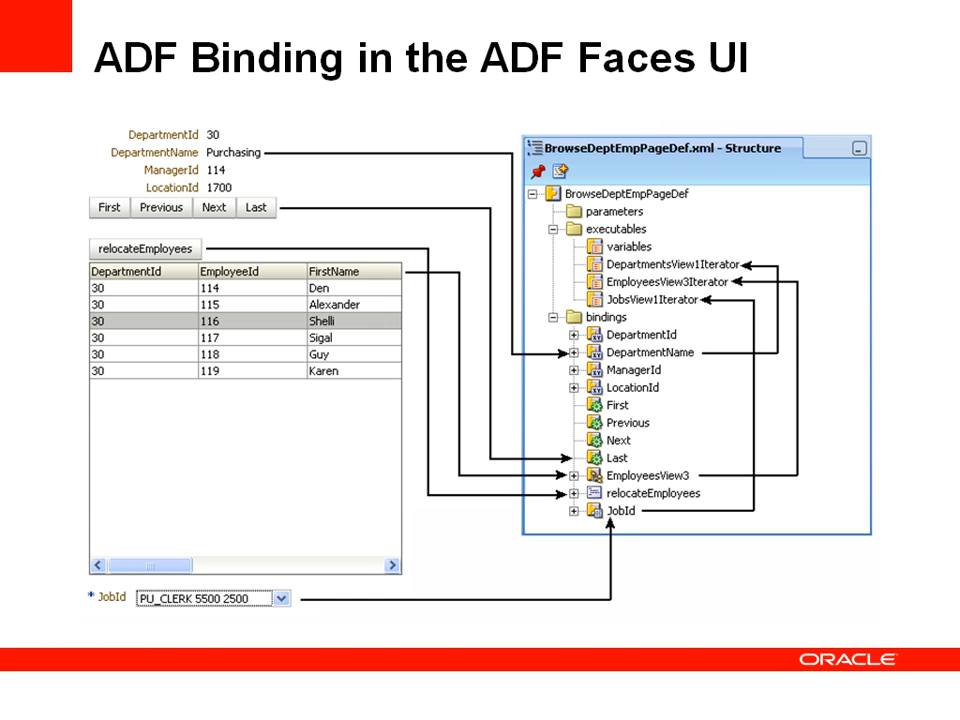 ADF Binding in the ADF Faces UI
DepartmentId 30
DepartmentName Purchasing
ManagerId 114
LocationId 1700
First Previous Next Last
relocateEmployees
DepartmentId EmployeeId FirstName
30 114 Den
30 115 Alexander
30 116 Shelli
30 117 Sigal
30 118 Guy
30 119 Karen
* JobId PU_CLERK 5500 2500
BrowseDeptEmpPageDef.xml - Structure
BrowseDeptEmpPageDef
parameters
executables
variables
DepartmentsView1Iterator
EmployeesView3Iterator
JobsView1Iterator
bindings
DepartmentId
DepartmentName
ManagerId
LocationId
First
Previous
Next
Last
EmployeesView3
relocateEmployees
JobId
ORACLE